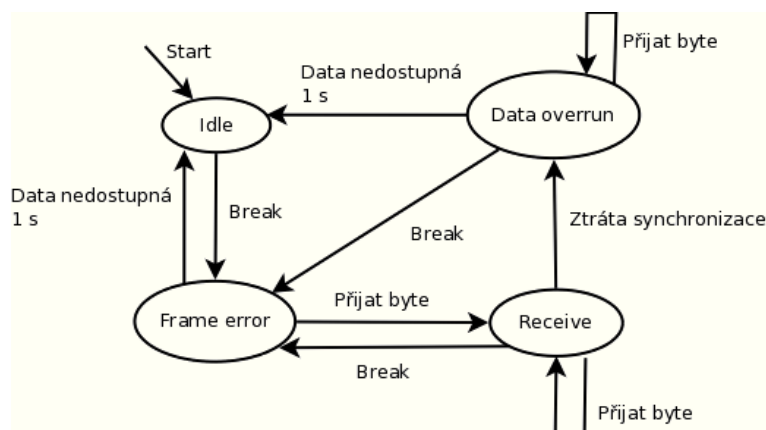 Start
Přijat byte
Data nedostupná
1 s
Idle
Data overrun
Data nedostupná
1 s
Break
Break
Ztráta synchronizace
Přijat byte
Frame error
Receive
Break
Přijat byte